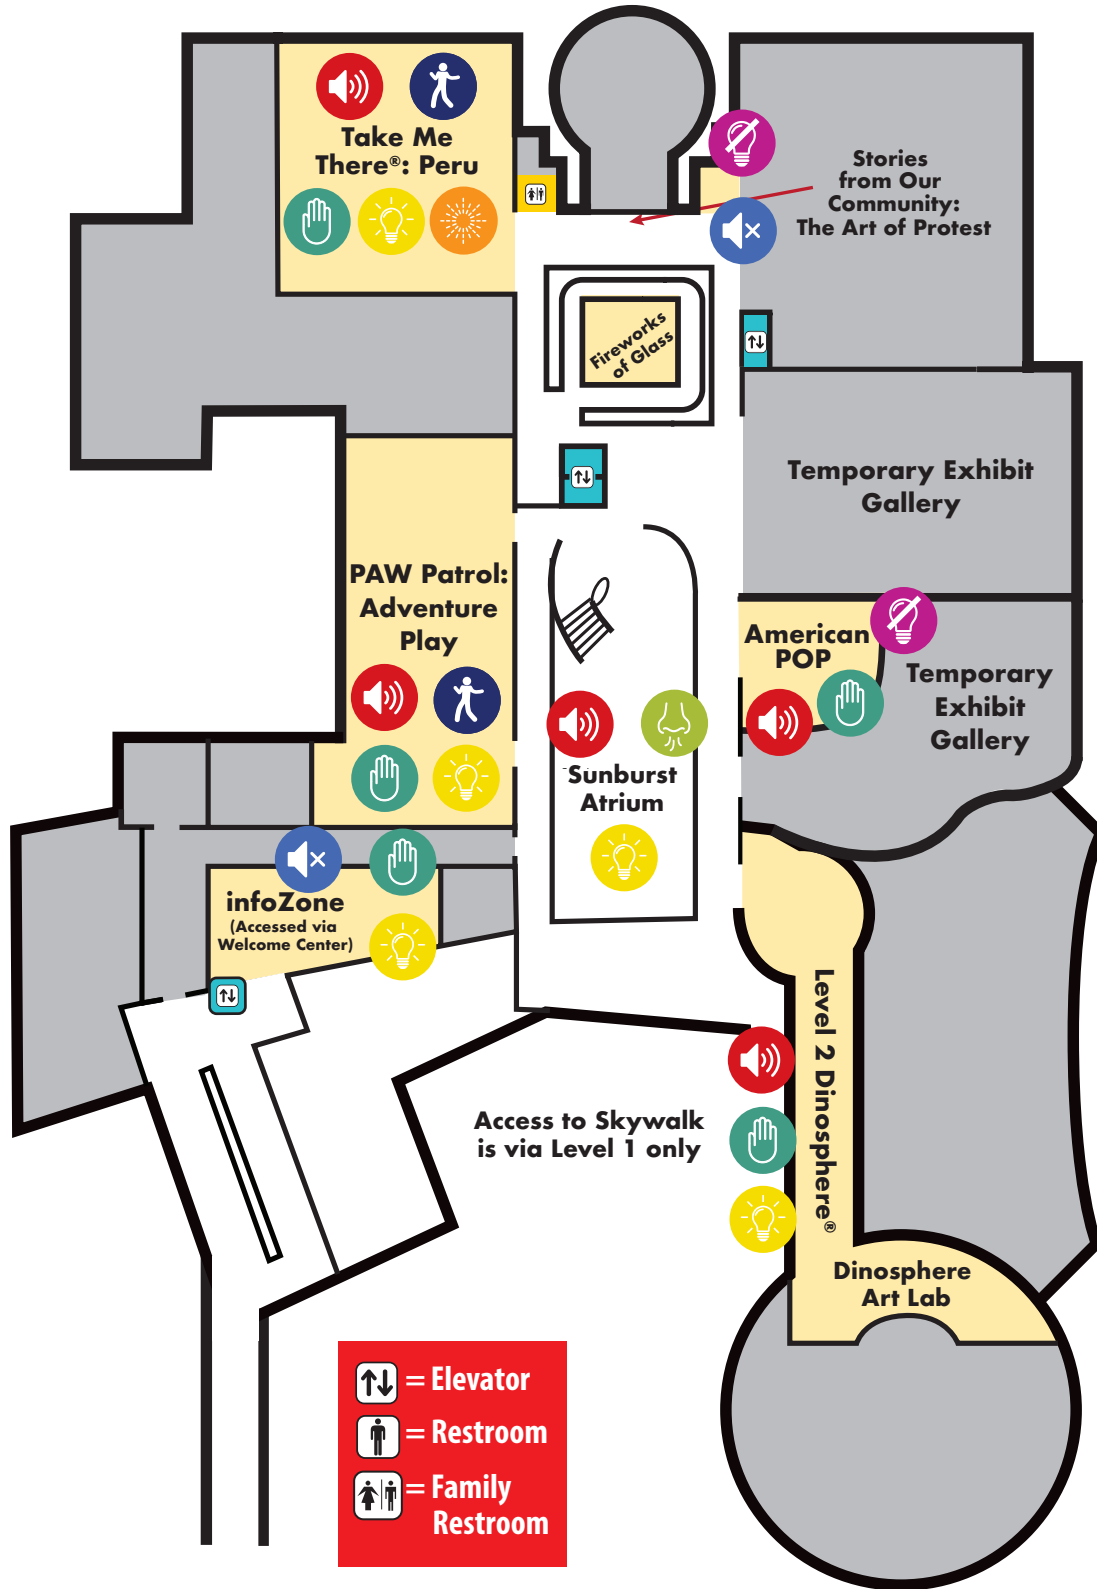 Take Me
There®: Peru
Stories
from Our
Community:
The Art of Protest
Fireworks
of Glass
Temporary Exhibit
Gallery
PAW Patrol:
Adventure
Play
American
POP
Temporary
Exhibit
Gallery
Sunburst
Atrium
infoZone
(Accessed via
Welcome Center)
Level 2 Dinosphere®
Access to Skywalk
is via Level 1 only
Dinosphere
Art Lab
= Elevator
= Restroom
= Family
Restroom